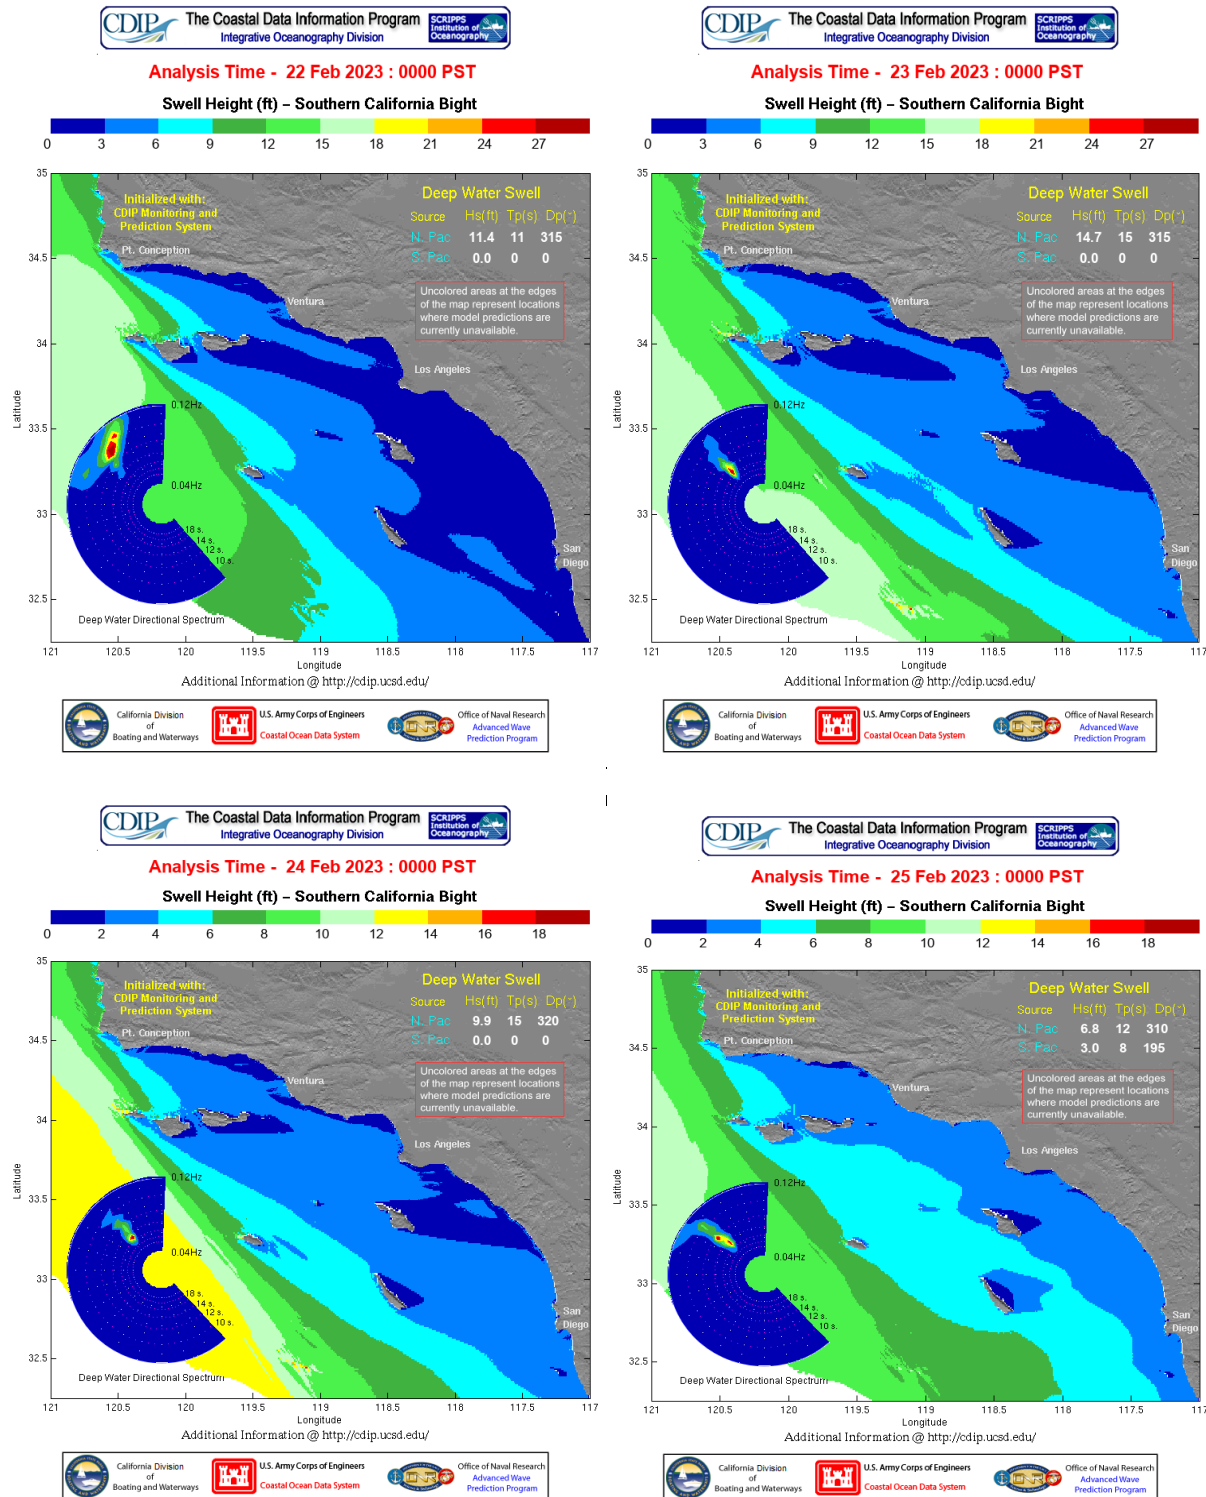 CDIP
The Coastal Data Information Program
Integrative Oceanography Division
SCRIPPS
Institution of
Oceanography
Analysis Time - 22 Feb 2023 : 0000 PST
Swell Height (ft) – Southern California Bight
0 3 6 9 12 15 18 21 24 27
35
34.5
34
33.5
33
32.5
Latitude
Initialized with:
CDIP Monitoring and
Prediction System
Pt. Conception
Deep Water Swell
Source Hs(ft) Tp(s) Dp(~)
N. Pac 11.4 11 315
S. Pac 0.0 0 0
Uncolored areas at the edges
of the map represent locations
where model predictions are
currently unavailable.
Ventura
Los Angeles
San
Diego
0.12Hz
0.04Hz
18 s.
14 s.
12 s.
10 s.
Deep Water Directional Spectrum
121 120.5 120 119.5 119 118.5 118 117.5 117
Longitude
Additional Information @ http://cdip.ucsd.edu/
California Division
of
Boating and Waterways
U.S. Army Corps of Engineers
Coastal Ocean Data System
Office of Naval Research
Advanced Wave
Prediction Program
CDIP
The Coastal Data Information Program
Integrative Oceanography Division
SCRIPPS
Institution of
Oceanography
Analysis Time - 23 Feb 2023 : 0000 PST
Swell Height (ft) – Southern California Bight
0 3 6 9 12 15 18 21 24 27
35
34.5
34
33.5
33
32.5
Latitude
Initialized with:
CDIP Monitoring and
Prediction System
Pt. Conception
Deep Water Swell
Source Hs(ft) Tp(s) Dp(~)
N. Pac 14.7 15 315
S. Pac 0.0 0 0
Uncolored areas at the edges
of the map represent locations
where model predictions are
currently unavailable.
Ventura
Los Angeles
San
Diego
0.12Hz
0.04Hz
18 s.
14 s.
12 s.
10 s.
Deep Water Directional Spectrum
121 120.5 120 119.5 119 118.5 118 117.5 117
Longitude
Additional Information @ http://cdip.ucsd.edu/
California Division
of
Boating and Waterways
U.S. Army Corps of Engineers
Coastal Ocean Data System
Office of Naval Research
Advanced Wave
Prediction Program
CDIP
The Coastal Data Information Program
Integrative Oceanography Division
SCRIPPS
Institution of
Oceanography
Analysis Time - 24 Feb 2023 : 0000 PST
Swell Height (ft) – Southern California Bight
0 2 4 6 8 10 12 14 16 18
35
34.5
34
33.5
33
32.5
Latitude
Initialized with:
CDIP Monitoring and
Prediction System
Pt. Conception
Deep Water Swell
Source Hs(ft) Tp(s) Dp(~)
N. Pac 9.9 15 320
S. Pac 0.0 0 0
Uncolored areas at the edges
of the map represent locations
where model predictions are
currently unavailable.
Ventura
Los Angeles
San
Diego
0.12Hz
0.04Hz
18 s.
14 s.
12 s.
10 s.
Deep Water Directional Spectrum
121 120.5 120 119.5 119 118.5 118 117.5 117
Longitude
Additional Information @ http://cdip.ucsd.edu/
California Division
of
Boating and Waterways
U.S. Army Corps of Engineers
Coastal Ocean Data System
Office of Naval Research
Advanced Wave
Prediction Program
CDIP
The Coastal Data Information Program
Integrative Oceanography Division
SCRIPPS
Institution of
Oceanography
Analysis Time - 25 Feb 2023 : 0000 PST
Swell Height (ft) – Southern California Bight
0 2 4 6 8 10 12 14 16 18
35
34.5
34
33.5
33
32.5
Latitude
Initialized with:
CDIP Monitoring and
Prediction System
Pt. Conception
Deep Water Swell
Source Hs(ft) Tp(s) Dp(~)
N. Pac 6.8 12 310
S. Pac 3.0 8 195
Uncolored areas at the edges
of the map represent locations
where model predictions are
currently unavailable.
Ventura
Los Angeles
San
Diego
0.12Hz
0.04Hz
18 s.
14 s.
12 s.
10 s.
Deep Water Directional Spectrum
121 120.5 120 119.5 119 118.5 118 117.5 117
Longitude
Additional Information @ http://cdip.ucsd.edu/
California Division
of
Boating and Waterways
U.S. Army Corps of Engineers
Coastal Ocean Data System
Office of Naval Research
Advanced Wave
Prediction Program